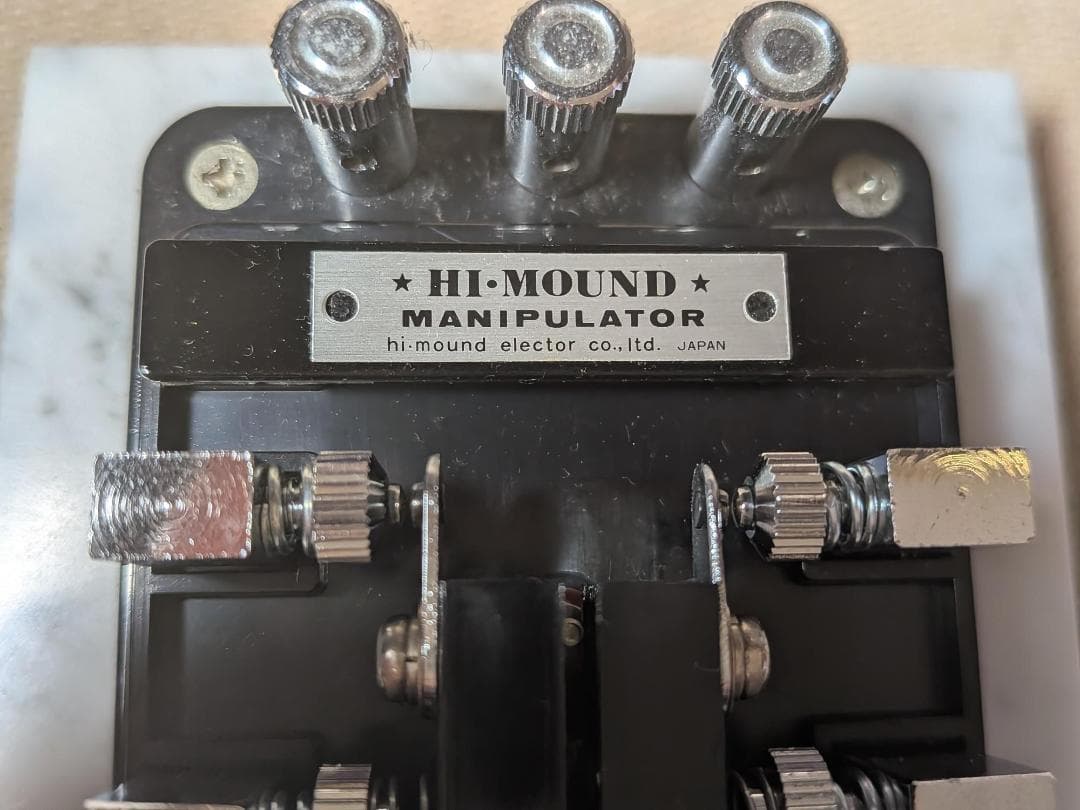 ★ HI·MOUND ★
MANIPULATOR
hi·mound elector co.,ltd. JAPAN